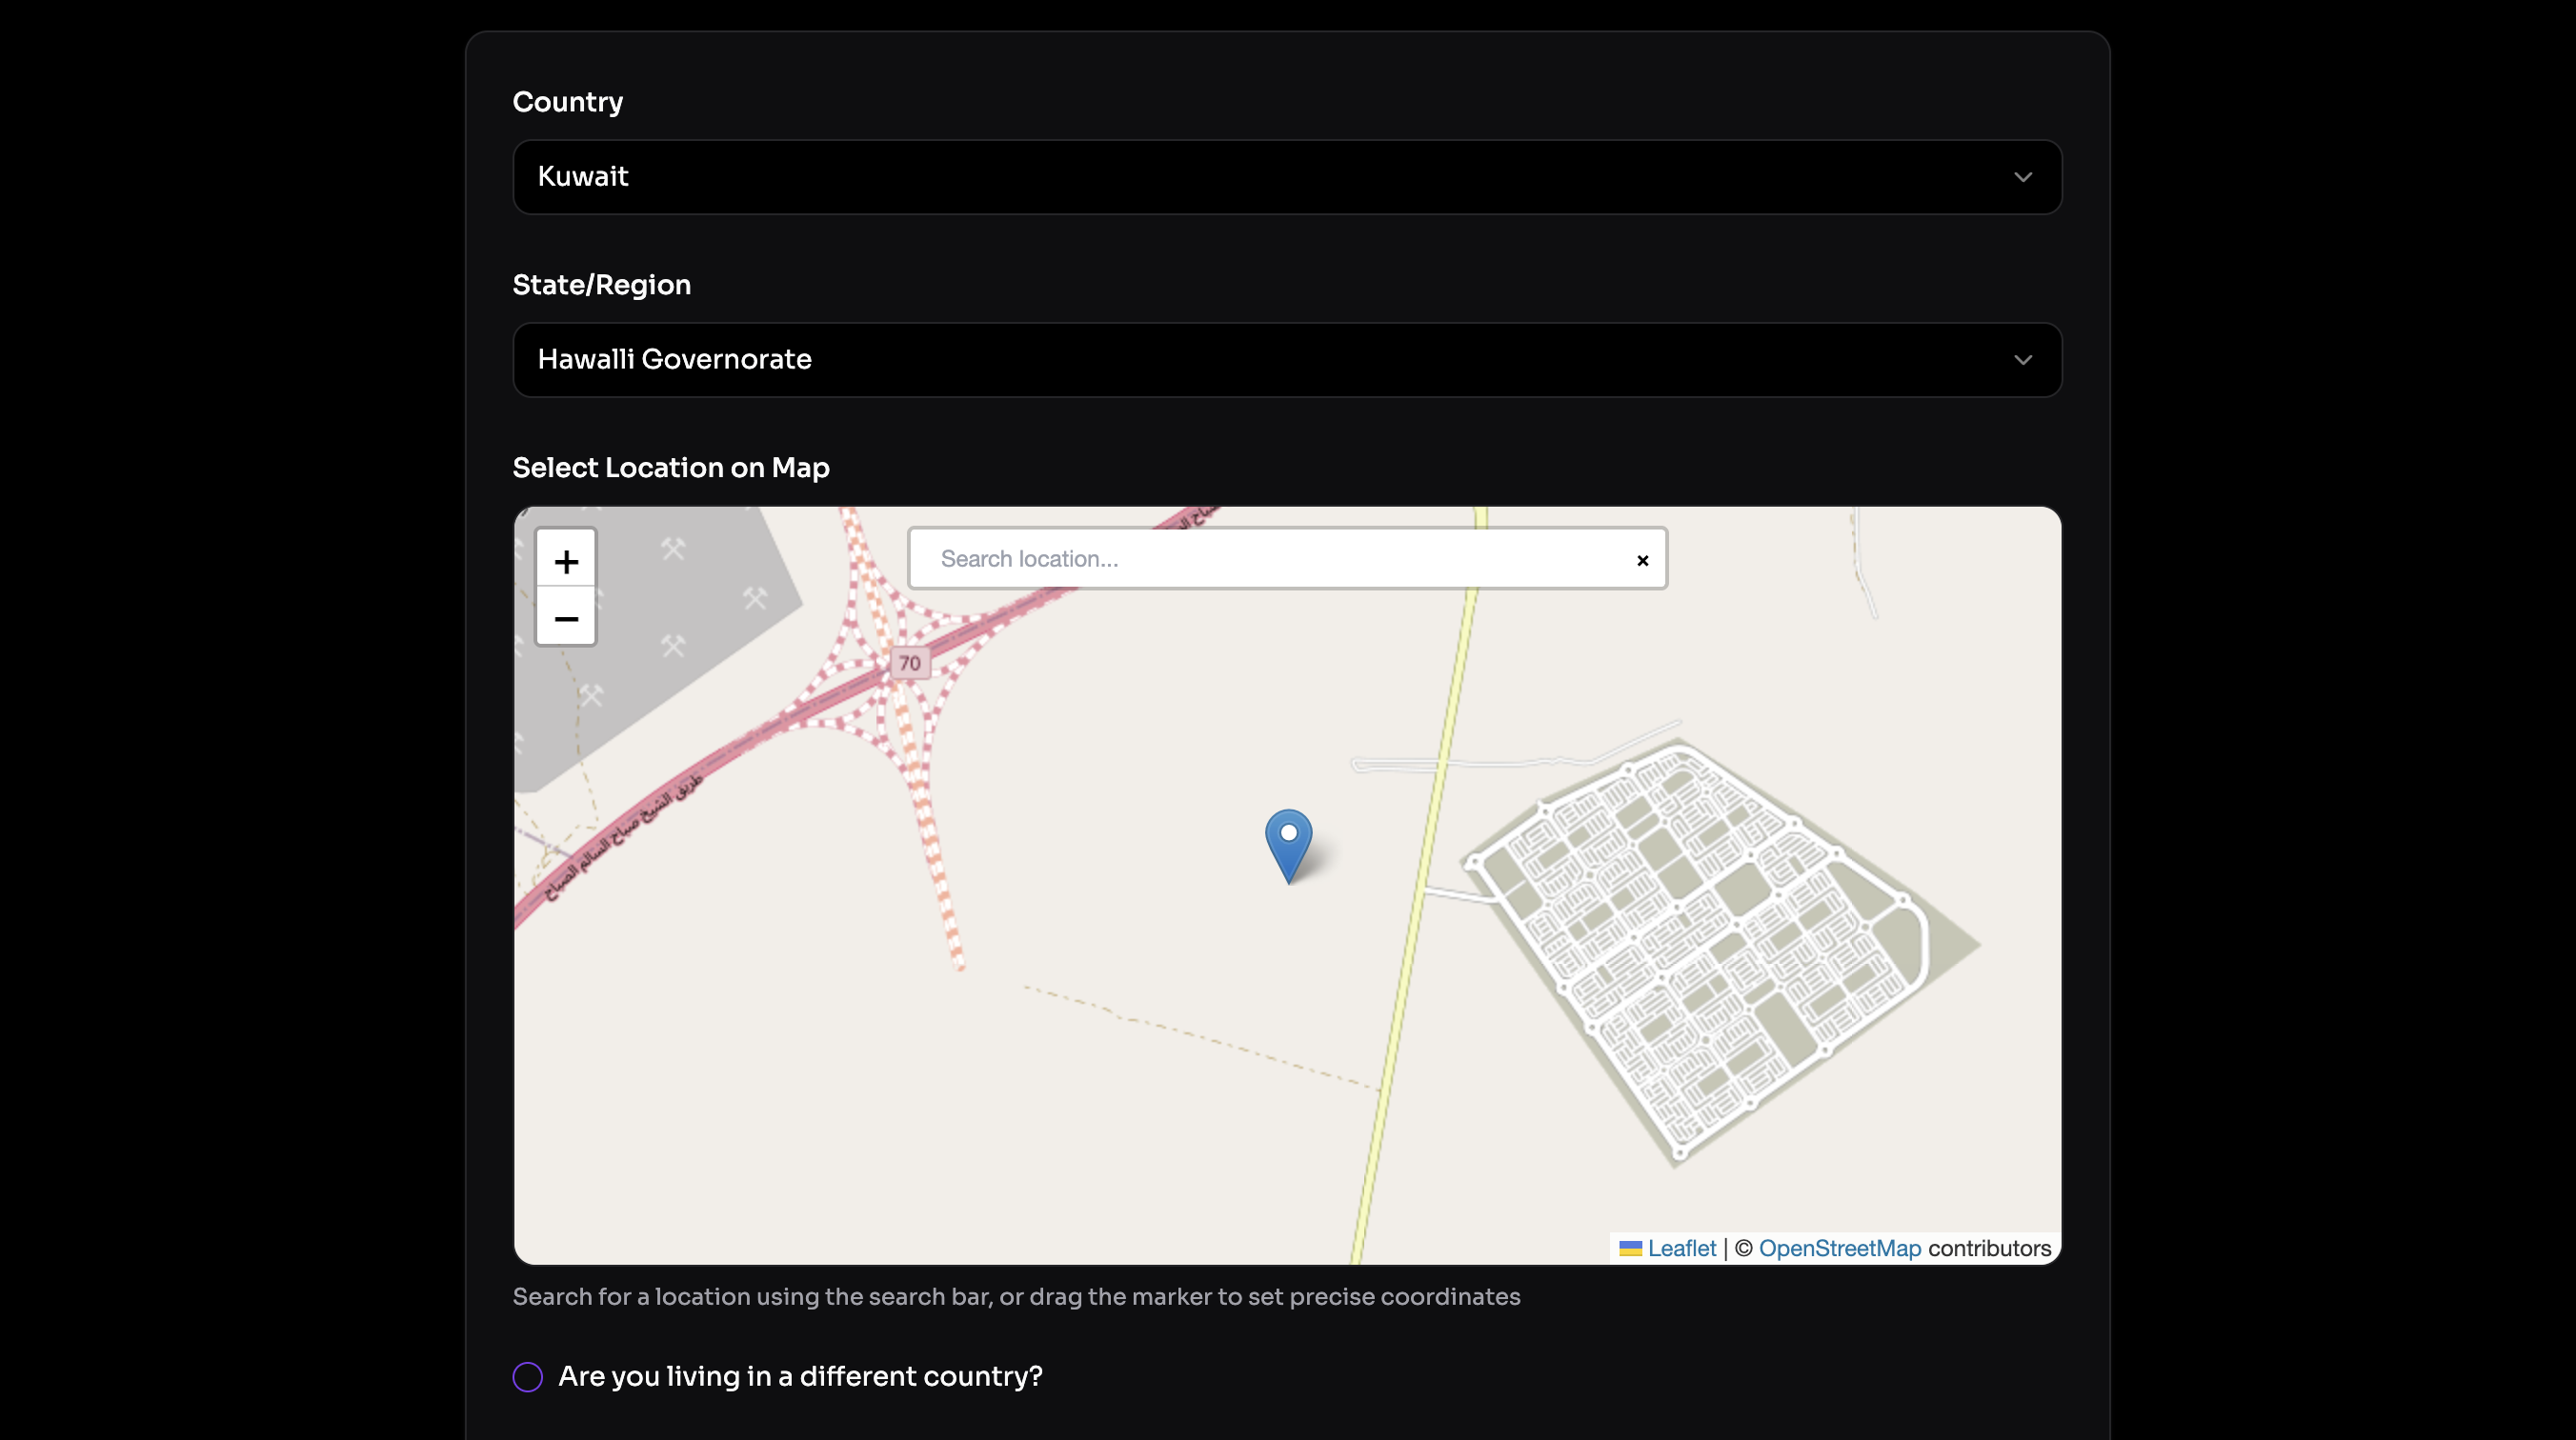 Country
Kuwait
State/Region
Hawalli Governorate
Select Location on Map
+
Search location...
×
−
70
طريق الشيخ صباح السالم الصباح
Leaflet | © OpenStreetMap contributors
Search for a location using the search bar, or drag the marker to set precise coordinates
Are you living in a different country?